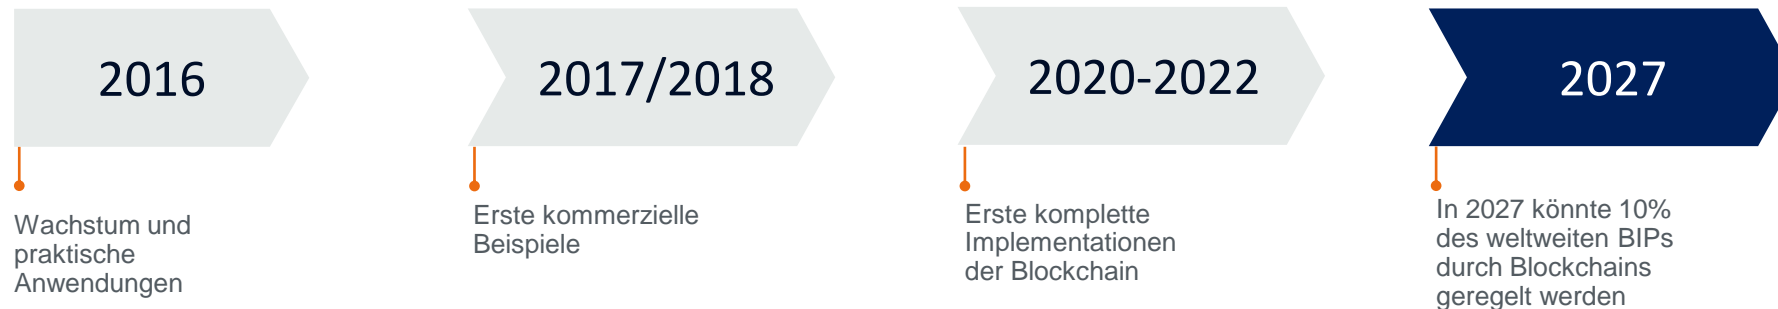 2016
Wachstum und
praktische
Anwendungen
2017/2018
Erste kommerzielle
Beispiele
2020-2022
Erste komplette
Implementationen
der Blockchain
2027
In 2027 könnte 10%
des weltweiten BIPs
durch Blockchains
geregelt werden